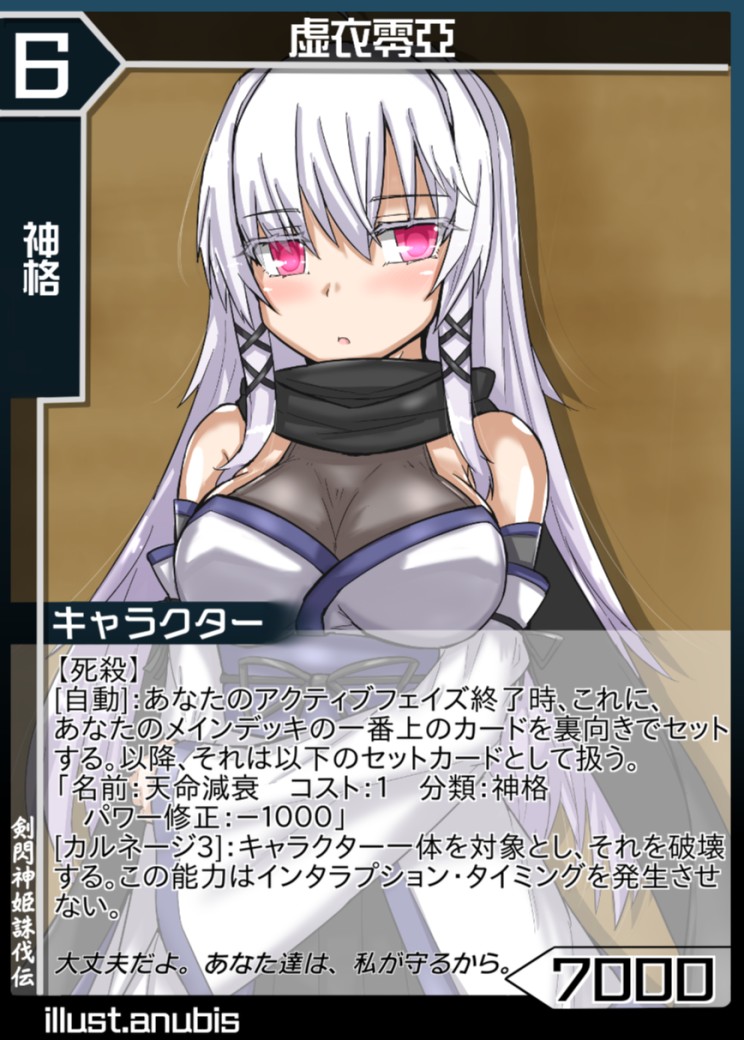 6
虚衣零亞
神格
キャラクター
【死殺】
[自動]：あなたのアクティブフェイズ終了時、これに、
あなたのメインデッキの一番上のカードを裏向きでセット
する。以降、それは以下のセットカードとして扱う。
「名前：天命減衰　コスト：1　分類：神格
パワー修正：−1000」
[カルネージ3]：キャラクター一体を対象とし、それを破壊
する。この能力はインタラプション・タイミングを発生させ
ない。
大丈夫だよ。あなた達は、私が守るから。
7000
剣閃神姫誅伐伝
illust.anubis